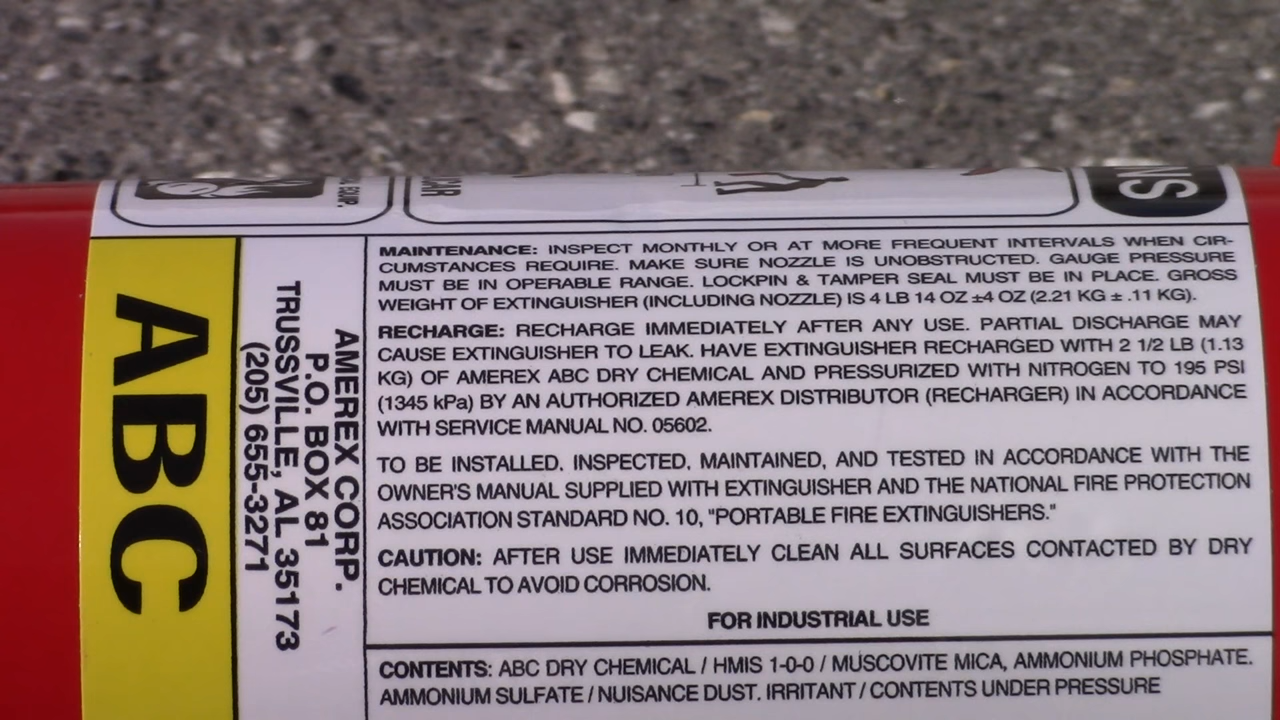 EQUIP.
CAR
NS
ABC
AMEREX CORP.
P.O. BOX 81
TRUSSVILLE, AL 35173
(205) 655-3271
MAINTENANCE: INSPECT MONTHLY OR AT MORE FREQUENT INTERVALS WHEN CIR-
CUMSTANCES REQUIRE. MAKE SURE NOZZLE IS UNOBSTRUCTED. GAUGE PRESSURE
MUST BE IN OPERABLE RANGE. LOCKPIN & TAMPER SEAL MUST BE IN PLACE. GROSS
WEIGHT OF EXTINGUISHER (INCLUDING NOZZLE) IS 4 LB 14 OZ ±4 OZ (2.21 KG ± .11 KG).
RECHARGE: RECHARGE IMMEDIATELY AFTER ANY USE. PARTIAL DISCHARGE MAY
CAUSE EXTINGUISHER TO LEAK. HAVE EXTINGUISHER RECHARGED WITH 2 1/2 LB (1.13
KG) OF AMEREX ABC DRY CHEMICAL AND PRESSURIZED WITH NITROGEN TO 195 PSI
(1345 kPa) BY AN AUTHORIZED AMEREX DISTRIBUTOR (RECHARGER) IN ACCORDANCE
WITH SERVICE MANUAL NO. 05602.
TO BE INSTALLED, INSPECTED, MAINTAINED, AND TESTED IN ACCORDANCE WITH THE
OWNER'S MANUAL SUPPLIED WITH EXTINGUISHER AND THE NATIONAL FIRE PROTECTION
ASSOCIATION STANDARD NO. 10, "PORTABLE FIRE EXTINGUISHERS."
CAUTION: AFTER USE IMMEDIATELY CLEAN ALL SURFACES CONTACTED BY DRY
CHEMICAL TO AVOID CORROSION.
FOR INDUSTRIAL USE
CONTENTS: ABC DRY CHEMICAL / HMIS 1-0-0 / MUSCOVITE MICA, AMMONIUM PHOSPHATE.
AMMONIUM SULFATE / NUISANCE DUST. IRRITANT / CONTENTS UNDER PRESSURE